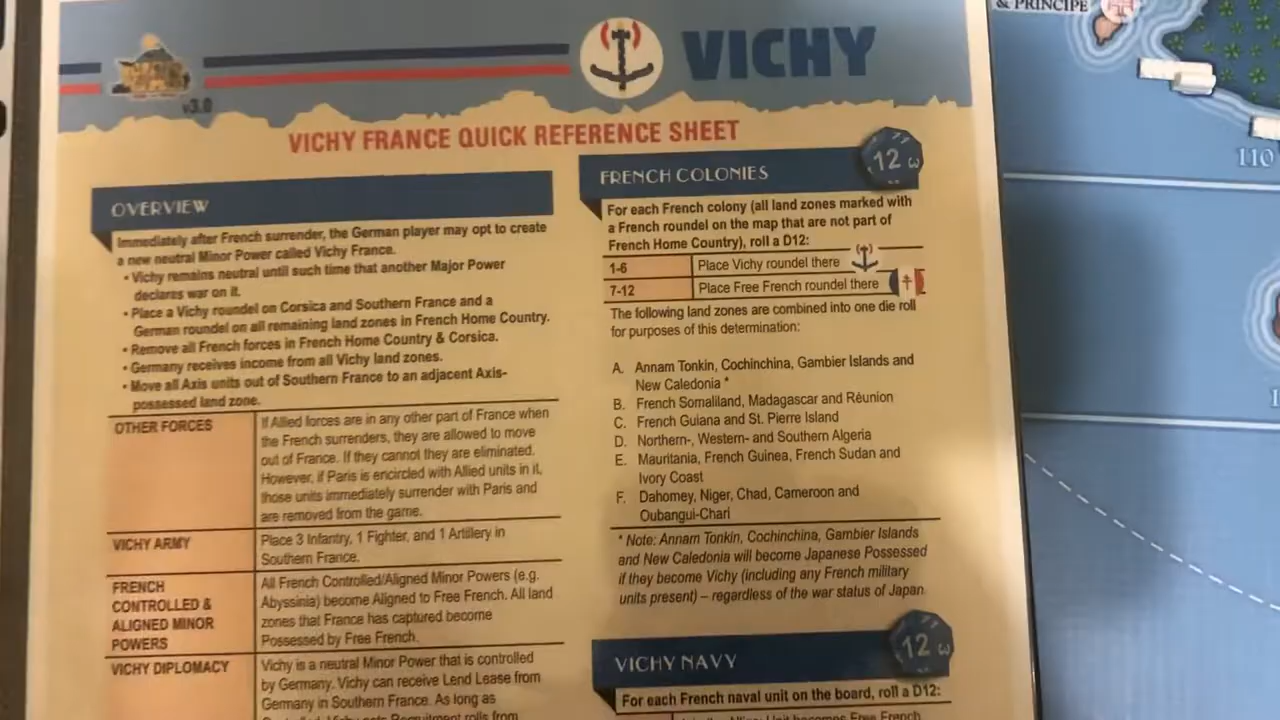 & PRINCIPE
VICHY
v3.0
VICHY FRANCE QUICK REFERENCE SHEET
OVERVIEW
Immediately after French surrender, the German player may opt to create
a new neutral Minor Power called Vichy France.
• Vichy remains neutral until such time that another Major Power
declares war on it.
• Place a Vichy roundel on Corsica and Southern France and a
German roundel on all remaining land zones in French Home Country.
• Remove all French forces in French Home Country & Corsica.
• Germany receives income from all Vichy land zones.
• Move all Axis units out of Southern France to an adjacent Axis-
possessed land zone.
OTHER FORCES
If Allied forces are in any other part of France when
the French surrenders, they are allowed to move
out of France. If they cannot they are eliminated.
However, if Paris is encircled with Allied units in it,
those units immediately surrender with Paris and
are removed from the game.
VICHY ARMY
Place 3 Infantry, 1 Fighter, and 1 Artillery in
Southern France.
FRENCH
CONTROLLED &
ALIGNED MINOR
POWERS
All French Controlled/Aligned Minor Powers (e.g.
Abyssinia) become Aligned to Free French. All land
zones that France has captured become
Possessed by Free French.
VICHY DIPLOMACY
Vichy is a neutral Minor Power that is controlled
by Germany. Vichy can receive Lend Lease from
Germany in Southern France. As long as
FRENCH COLONIES
12
For each French colony (all land zones marked with
a French roundel on the map that are not part of
French Home Country), roll a D12:
1-6 Place Vichy roundel there
7-12 Place Free French roundel there
The following land zones are combined into one die roll
for purposes of this determination:
A. Annam Tonkin, Cochinchina, Gambier Islands and
New Caledonia *
B. French Somaliland, Madagascar and Réunion
C. French Guiana and St. Pierre Island
D. Northern-, Western- and Southern Algeria
E. Mauritania, French Guinea, French Sudan and
Ivory Coast
F. Dahomey, Niger, Chad, Cameroon and
Oubangui-Chari
* Note: Annam Tonkin, Cochinchina, Gambier Islands
and New Caledonia will become Japanese Possessed
if they become Vichy (including any French military
units present) – regardless of the war status of Japan.
VICHY NAVY
12
For each French naval unit on the board, roll a D12:
110